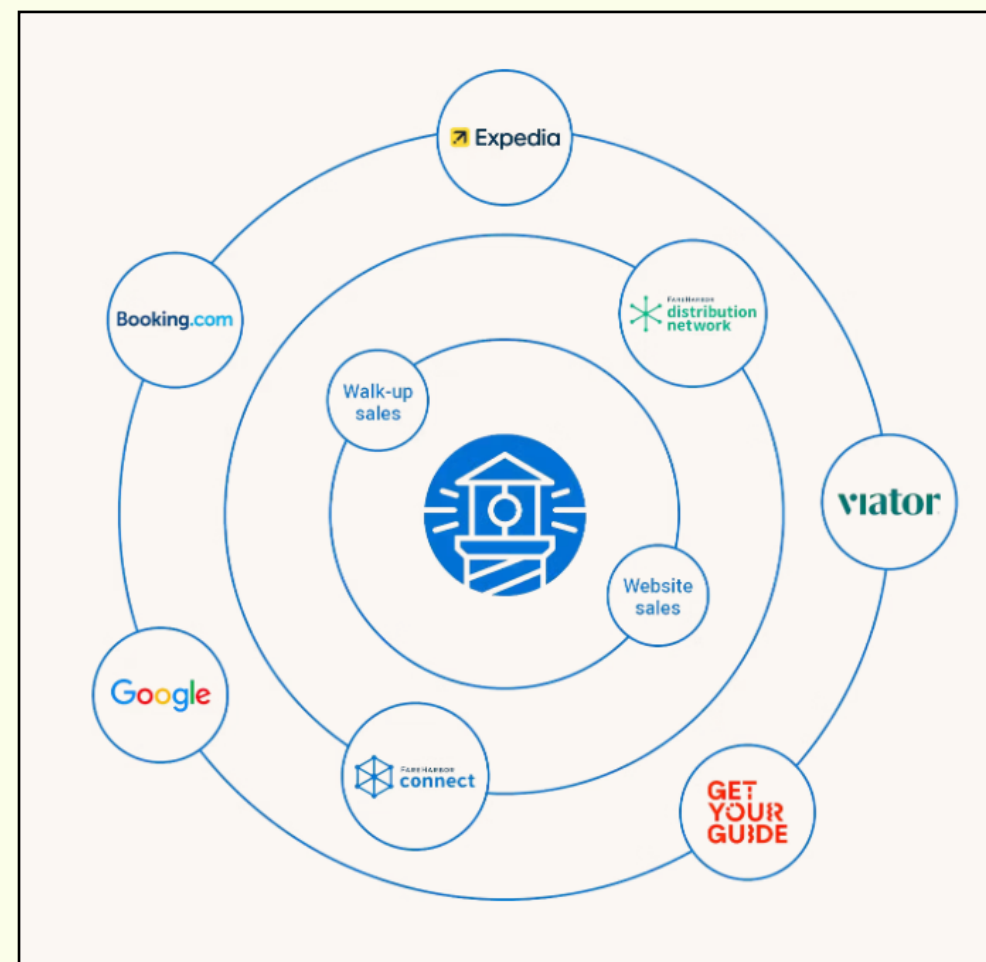 Expedia
Booking.com
FAREHARBOR
distribution
network
Walk-up
sales
viator
Website
sales
Google
FAREHARBOR
connect
GET
YOUR
GUIDE